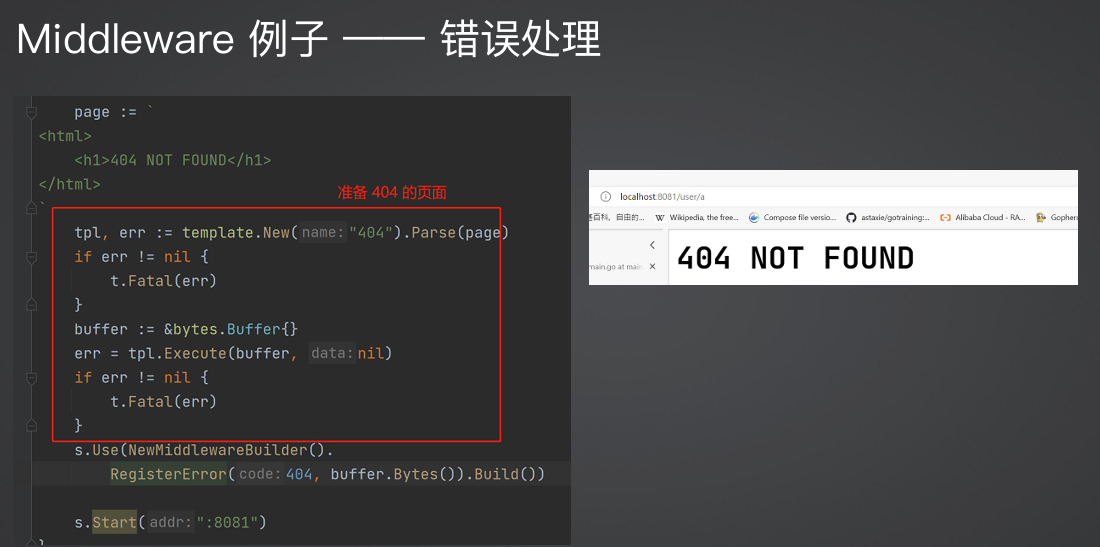 Middleware 例子 —— 错误处理
page := `
<html>
<h1>404 NOT FOUND</h1>
</html>
准备 404 的页面
`
tpl, err := template.New( name: "404").Parse(page)
if err != nil {
t.Fatal(err)
}
buffer := &bytes.Buffer{}
err = tpl.Execute(buffer, data: nil)
if err != nil {
t.Fatal(err)
}
s.Use(NewMiddlewareBuilder().
RegisterError( code: 404, buffer.Bytes()).Build())
s.Start( addr: ":8081")
localhost:8081/user/a
基百科，自由的... Wikipedia, the free... Compose file version... astaxie/gotraining:... Alibaba Cloud - RA... Gopher
main.go at main
404 NOT FOUND